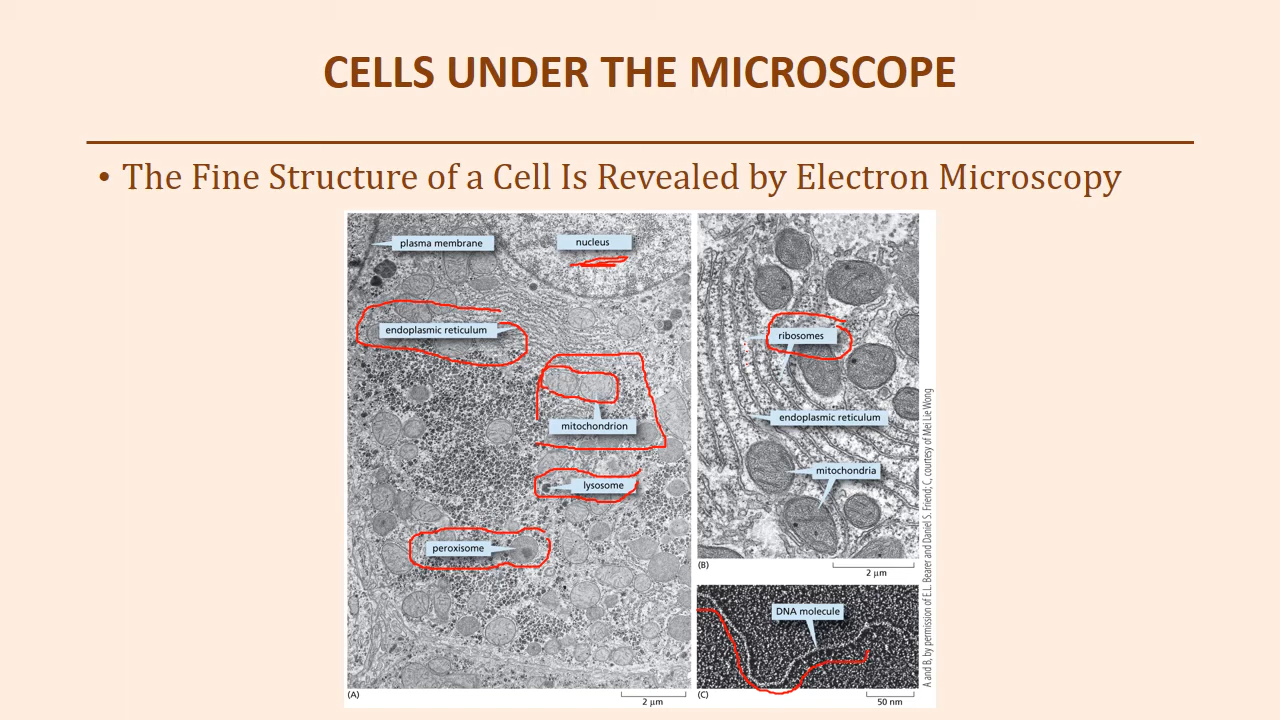 CELLS UNDER THE MICROSCOPE
• The Fine Structure of a Cell Is Revealed by Electron Microscopy
plasma membrane
nucleus
endoplasmic reticulum
mitochondrion
lysosome
peroxisome
(A)
2 μm
ribosomes
endoplasmic reticulum
mitochondria
(B)
2 μm
DNA molecule
(C)
50 nm
A and B, by permission of E.L. Bearer and Daniel S. Friend; C, courtesy of Mei Lie Wong